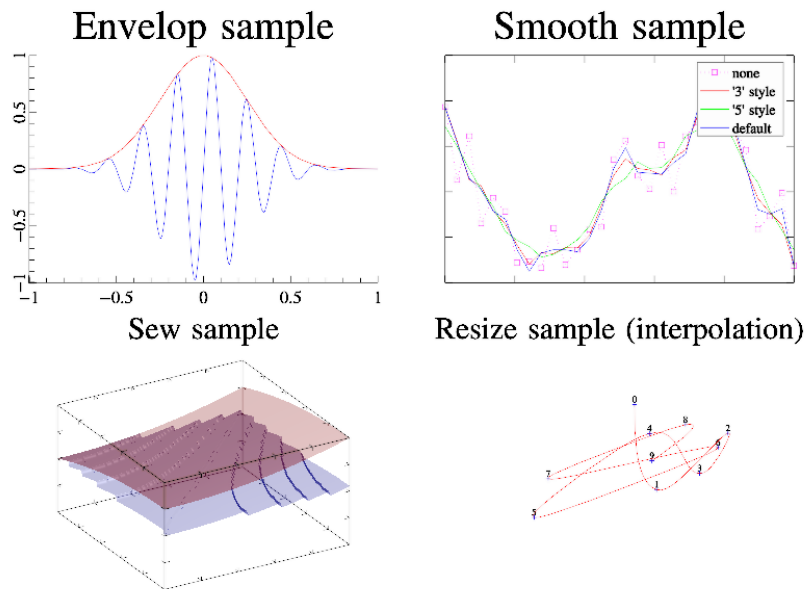 Envelop sample
Smooth sample
none
'3' style
'5' style
default
1
0.5
0
−0.5
−1
−1
−0.5
0
0.5
1
Sew sample
Resize sample (interpolation)
0
4
8
2
9
7
3
1
5